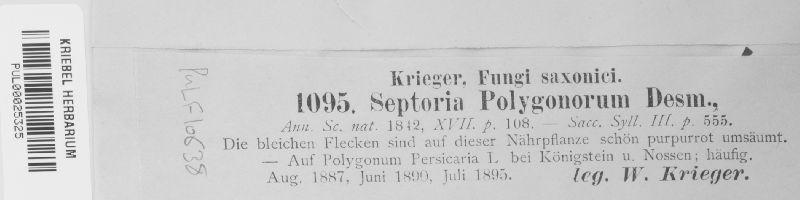 KRIEBEL HERBARIUM
PUL00025325
PULF10638
Krieger, Fungi saxonici.
1095. Septoria Polygonorum Desm.,
Ann. Sc. nat. 1842, XVII. p. 108. — Sacc. Syll. III. p. 555.
Die bleichen Flecken sind auf dieser Nährpflanze schön purpurrot umsäumt.
— Auf Polygonum Persicaria L bei Königstein u. Nossen; häufig.
Aug. 1887, Juni 1890, Juli 1895. leg. W. Krieger.